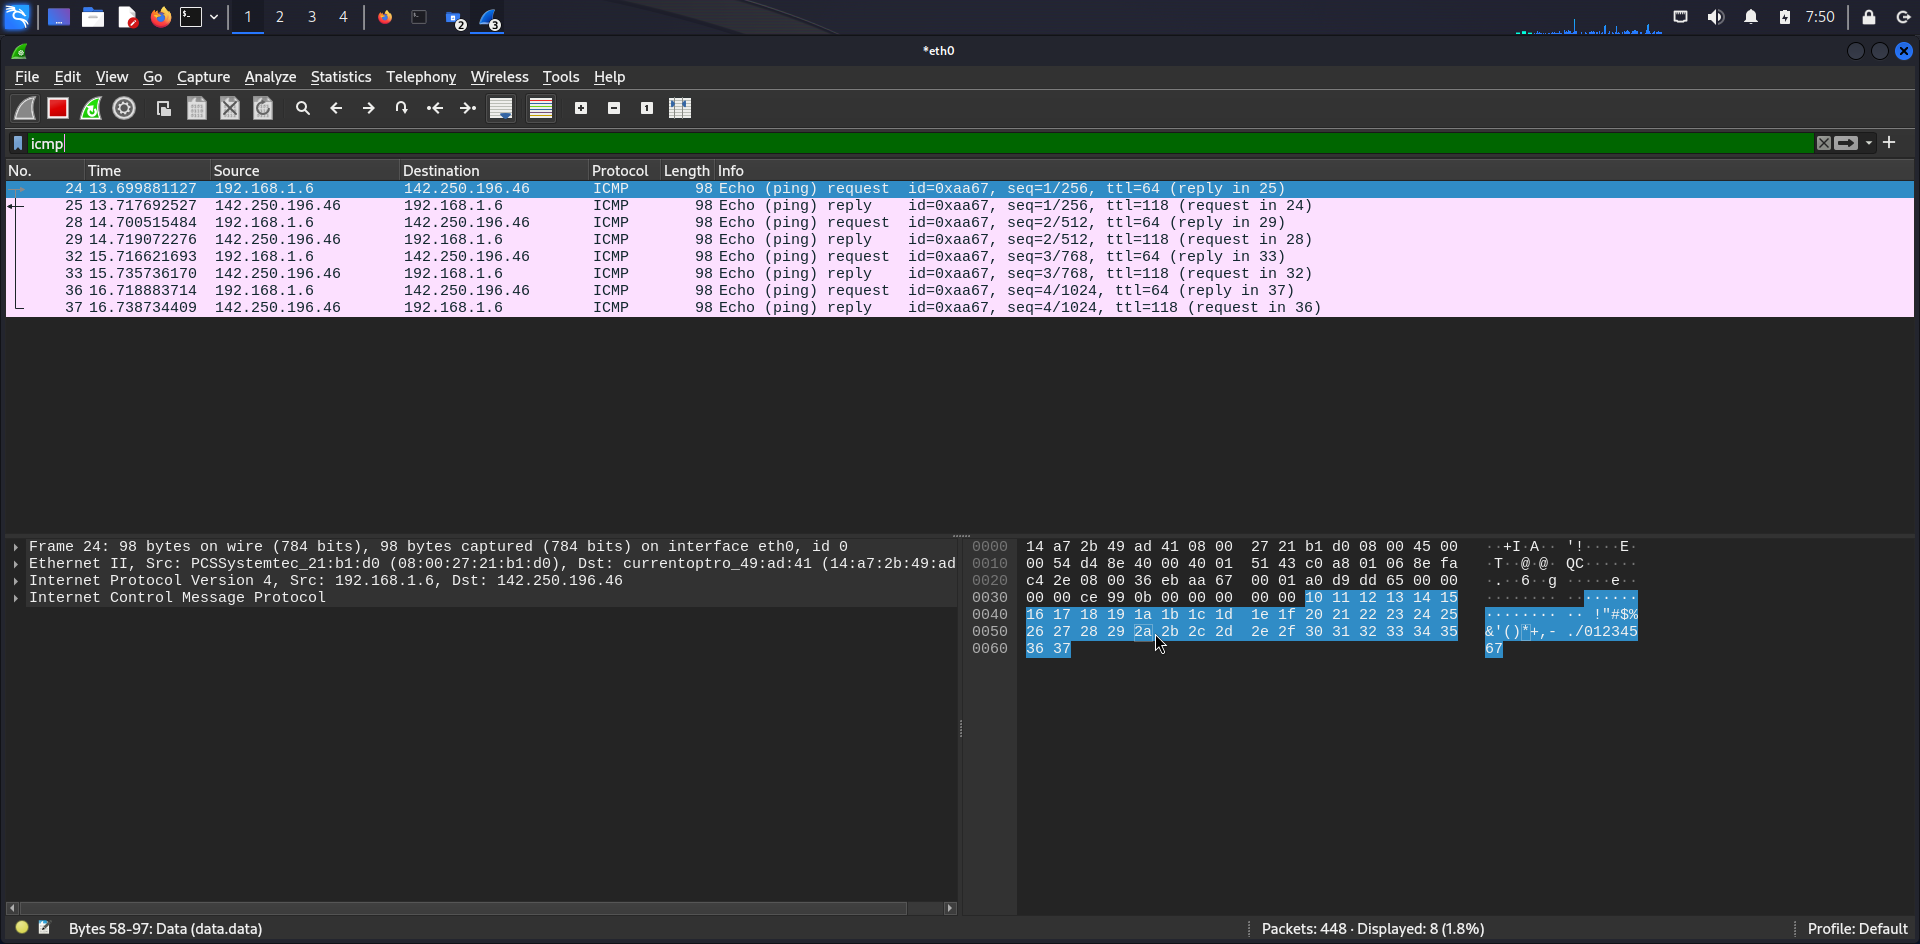 1 2 3 4 2 3 7:50
*eth0
File Edit View Go Capture Analyze Statistics Telephony Wireless Tools Help
icmp
No. Time Source Destination Protocol Length Info
24 13.699881127 192.168.1.6 142.250.196.46 ICMP 98 Echo (ping) request id=0xaa67, seq=1/256, ttl=64 (reply in 25)
25 13.717692527 142.250.196.46 192.168.1.6 ICMP 98 Echo (ping) reply id=0xaa67, seq=1/256, ttl=118 (request in 24)
28 14.700515484 192.168.1.6 142.250.196.46 ICMP 98 Echo (ping) request id=0xaa67, seq=2/512, ttl=64 (reply in 29)
29 14.719072276 142.250.196.46 192.168.1.6 ICMP 98 Echo (ping) reply id=0xaa67, seq=2/512, ttl=118 (request in 28)
32 15.716621693 192.168.1.6 142.250.196.46 ICMP 98 Echo (ping) request id=0xaa67, seq=3/768, ttl=64 (reply in 33)
33 15.735736170 142.250.196.46 192.168.1.6 ICMP 98 Echo (ping) reply id=0xaa67, seq=3/768, ttl=118 (request in 32)
36 16.718883714 192.168.1.6 142.250.196.46 ICMP 98 Echo (ping) request id=0xaa67, seq=4/1024, ttl=64 (reply in 37)
37 16.738734409 142.250.196.46 192.168.1.6 ICMP 98 Echo (ping) reply id=0xaa67, seq=4/1024, ttl=118 (request in 36)
Frame 24: 98 bytes on wire (784 bits), 98 bytes captured (784 bits) on interface eth0, id 0
Ethernet II, Src: PCSSystemtec_21:b1:d0 (08:00:27:21:b1:d0), Dst: currentoptro_49:ad:41 (14:a7:2b:49:ad
Internet Protocol Version 4, Src: 192.168.1.6, Dst: 142.250.196.46
Internet Control Message Protocol
0000 14 a7 2b 49 ad 41 08 00 27 21 b1 d0 08 00 45 00 ··+I·A·· '!····E·
0010 00 54 d4 8e 40 00 40 01 51 43 c0 a8 01 06 8e fa ·T··@·@· QC······
0020 c4 2e 08 00 36 eb aa 67 00 01 a0 d9 dd 65 00 00 ·.··6··g ·····e··
0030 00 00 ce 99 0b 00 00 00 00 00 10 11 12 13 14 15 ········ ········
0040 16 17 18 19 1a 1b 1c 1d 1e 1f 20 21 22 23 24 25 ········ ·· !"#$%
0050 26 27 28 29 2a 2b 2c 2d 2e 2f 30 31 32 33 34 35 &'()*+,- ./012345
0060 36 37 67
Bytes 58-97: Data (data.data) Packets: 448 · Displayed: 8 (1.8%) Profile: Default